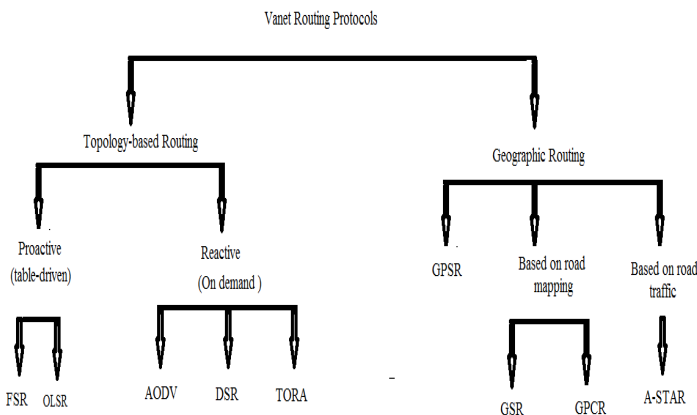 Vanet Routing Protocols
Topology-based Routing
Geographic Routing
Proactive
(table-driven)
Reactive
(On demand )
GPSR
Based on road
mapping
Based on road
traffic
FSR
OLSR
AODV
DSR
TORA
GSR
GPCR
A-STAR